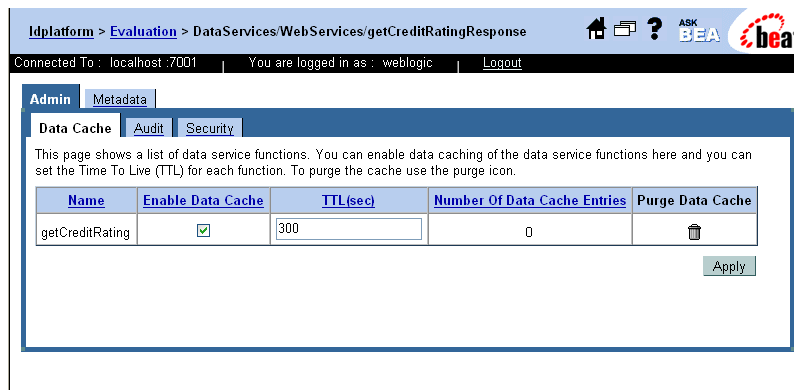 ldplatform > Evaluation > DataServices/WebServices/getCreditRatingResponse
? ASK BEA bea
Connected To : localhost :7001 | You are logged in as : weblogic | Logout
Admin Metadata
Data Cache Audit Security
This page shows a list of data service functions. You can enable data caching of the data service functions here and you can
set the Time To Live (TTL) for each function. To purge the cache use the purge icon.
Name Enable Data Cache TTL(sec) Number Of Data Cache Entries Purge Data Cache
getCreditRating 300 0
Apply